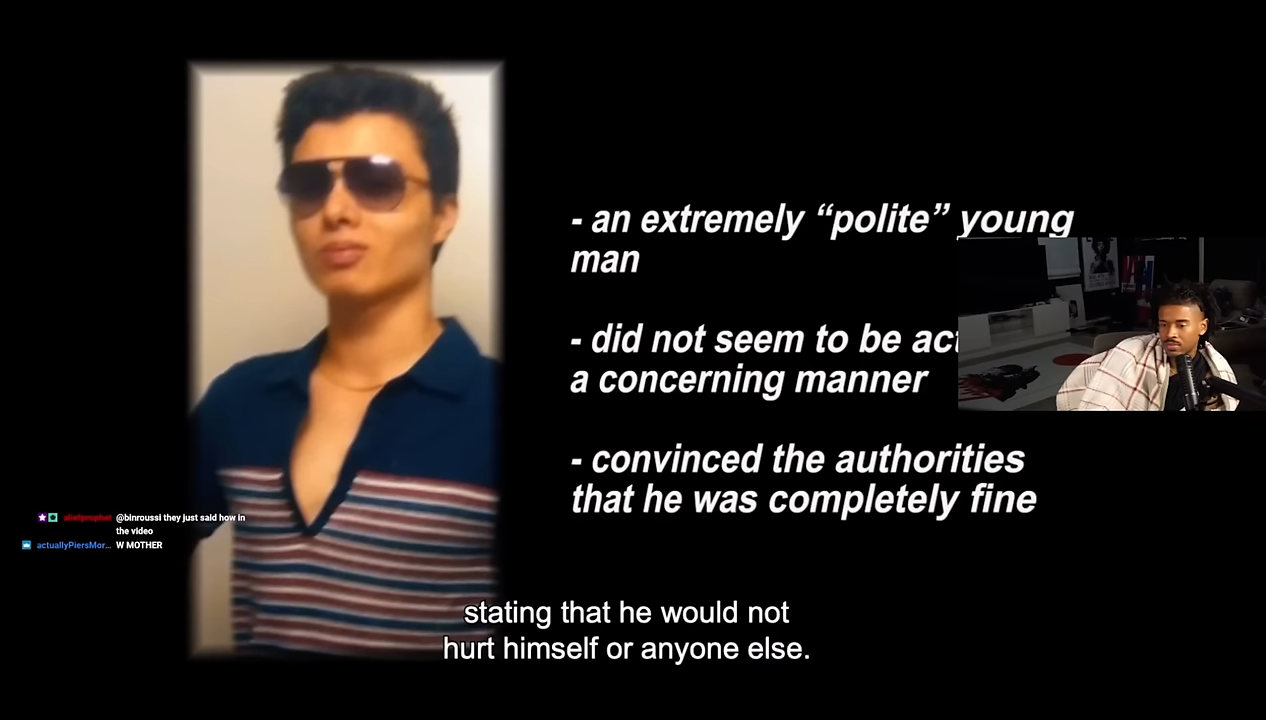 - an extremely “polite” young
man
- did not seem to be act
a concerning manner
- convinced the authorities
that he was completely fine
@binroussi they just said how in
the video
actuallyPiersMor... W MOTHER
stating that he would not
hurt himself or anyone else.